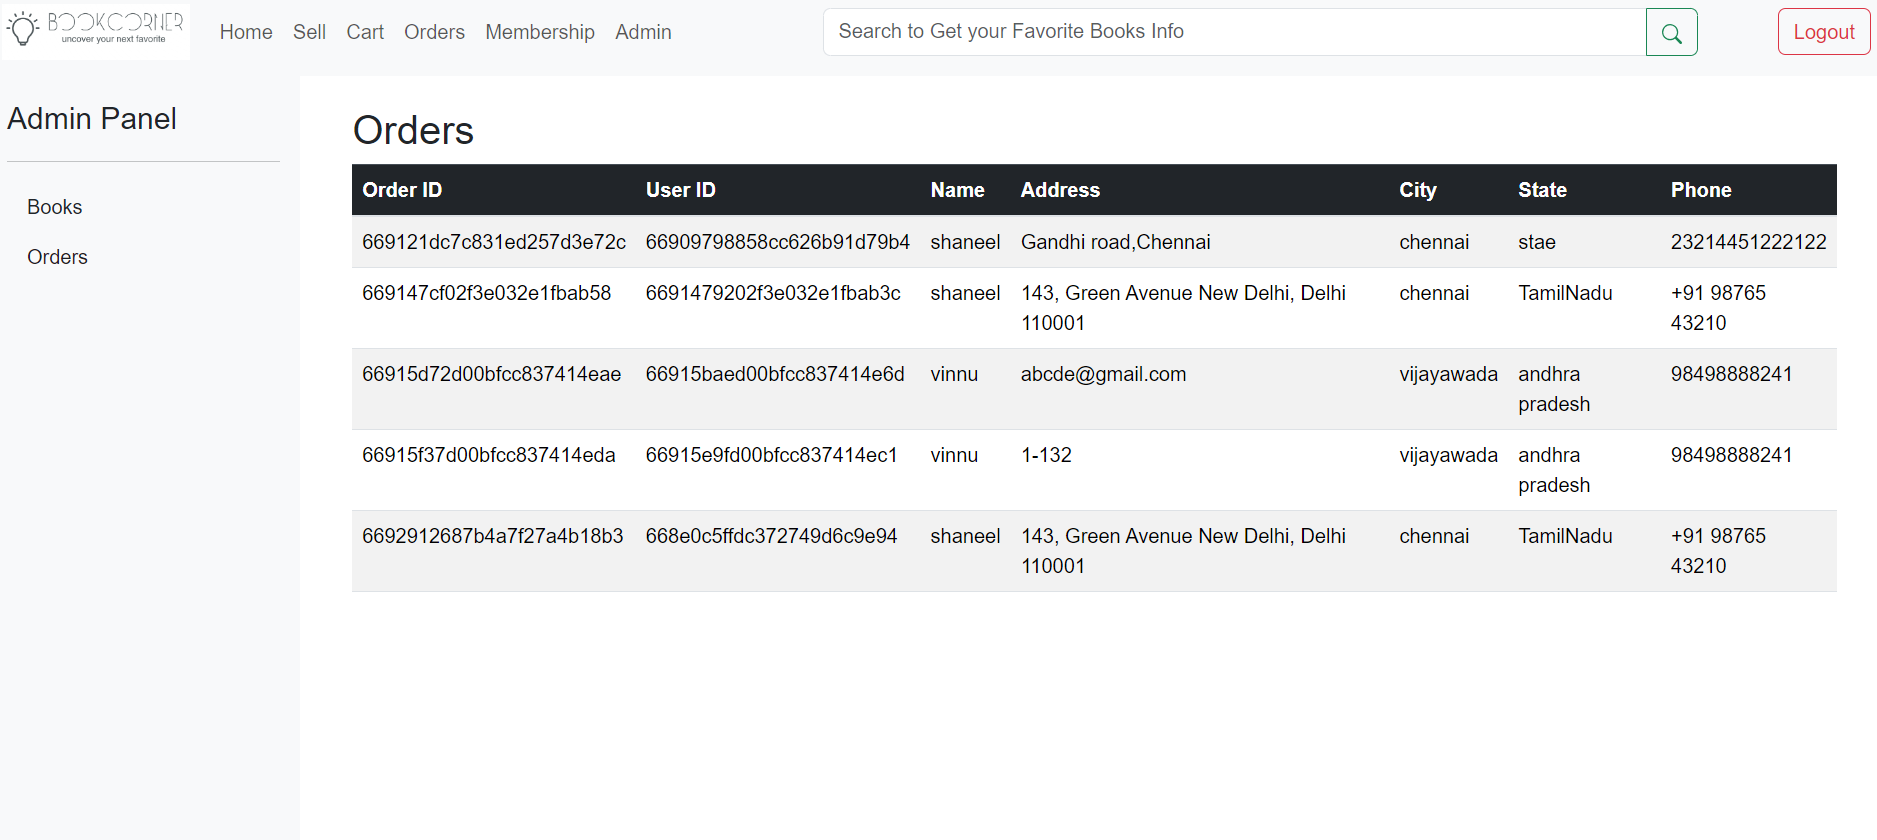 BOOKCORNER
uncover your next favorite
Home Sell Cart Orders Membership Admin
Search to Get your Favorite Books Info
Logout
Admin Panel
Books
Orders
Orders
Order ID User ID Name Address City State Phone
669121dc7c831ed257d3e72c 66909798858cc626b91d79b4 shaneel Gandhi road,Chennai chennai stae 23214451222122
669147cf02f3e032e1fbab58 6691479202f3e032e1fbab3c shaneel 143, Green Avenue New Delhi, Delhi chennai TamilNadu +91 98765
110001 43210
66915d72d00bfcc837414eae 66915baed00bfcc837414e6d vinnu abcde@gmail.com vijayawada andhra 98498888241
pradesh
66915f37d00bfcc837414eda 66915e9fd00bfcc837414ec1 vinnu 1-132 vijayawada andhra 98498888241
pradesh
6692912687b4a7f27a4b18b3 668e0c5ffdc372749d6c9e94 shaneel 143, Green Avenue New Delhi, Delhi chennai TamilNadu +91 98765
110001 43210